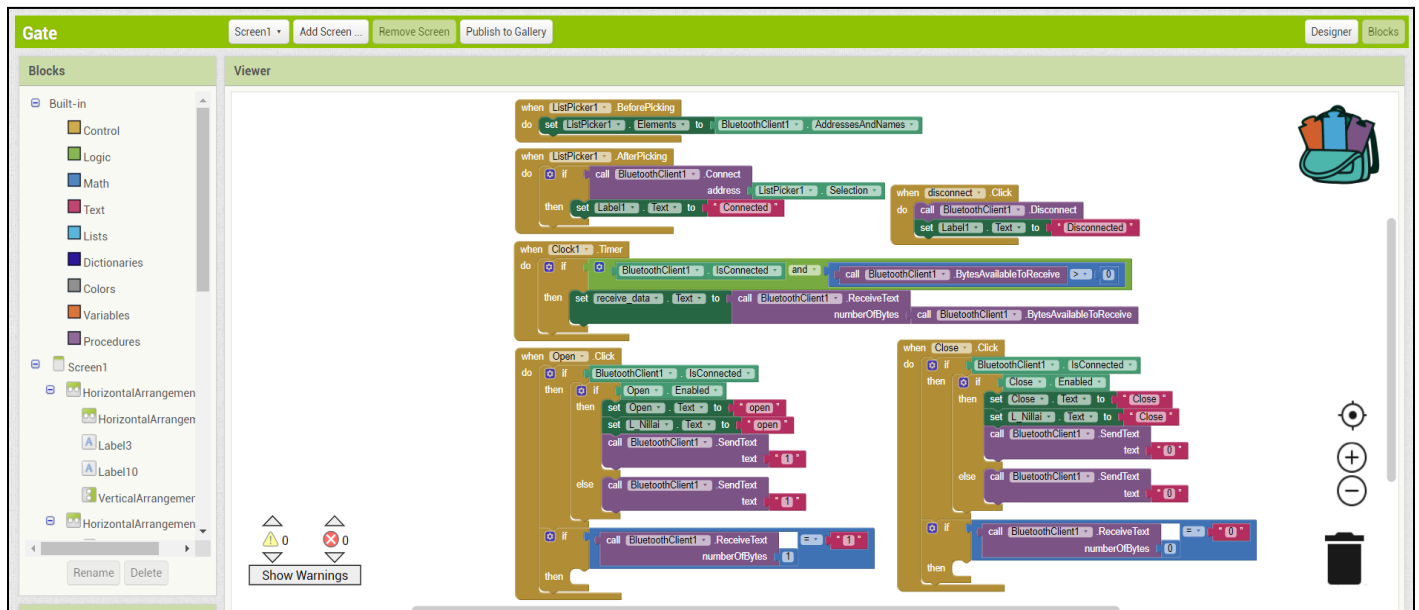 Gate
Screen1 Add Screen ... Remove Screen Publish to Gallery Designer Blocks
Blocks
Viewer
Built-in
Control
Logic
Math
Text
Lists
Dictionaries
Colors
Variables
Procedures
Screen1
HorizontalArrangemen
HorizontalArrangen
Label3
Label10
VerticalArrangemer
HorizontalArrangemen
Rename Delete
when ListPicker1 .BeforePicking
do set ListPicker1 . Elements to BluetoothClient1 . AddressesAndNames
when ListPicker1 .AfterPicking
do if call BluetoothClient1 .Connect
address ListPicker1 . Selection
then set Label1 . Text to " Connected "
when disconnect .Click
do call BluetoothClient1 .Disconnect
set Label1 . Text to " Disconnected "
when Clock1 .Timer
do if BluetoothClient1 . IsConnected and call BluetoothClient1 .BytesAvailableToReceive > 0
then set receive_data . Text to call BluetoothClient1 .ReceiveText
numberOfBytes call BluetoothClient1 .BytesAvailableToReceive
when Open .Click
do if BluetoothClient1 . IsConnected
then if Open . Enabled
then set Open . Text to " open "
set L_Nillai . Text to " open "
call BluetoothClient1 .SendText
text " 1 "
else call BluetoothClient1 .SendText
text " 1 "
if call BluetoothClient1 .ReceiveText = " 1 "
numberOfBytes 1
then
when Close .Click
do if BluetoothClient1 . IsConnected
then if Close . Enabled
then set Close . Text to " Close "
set L_Nillai . Text to " Close "
call BluetoothClient1 .SendText
text " 0 "
else call BluetoothClient1 .SendText
text " 0 "
if call BluetoothClient1 .ReceiveText = " 0 "
numberOfBytes 0
then
0 0
Show Warnings